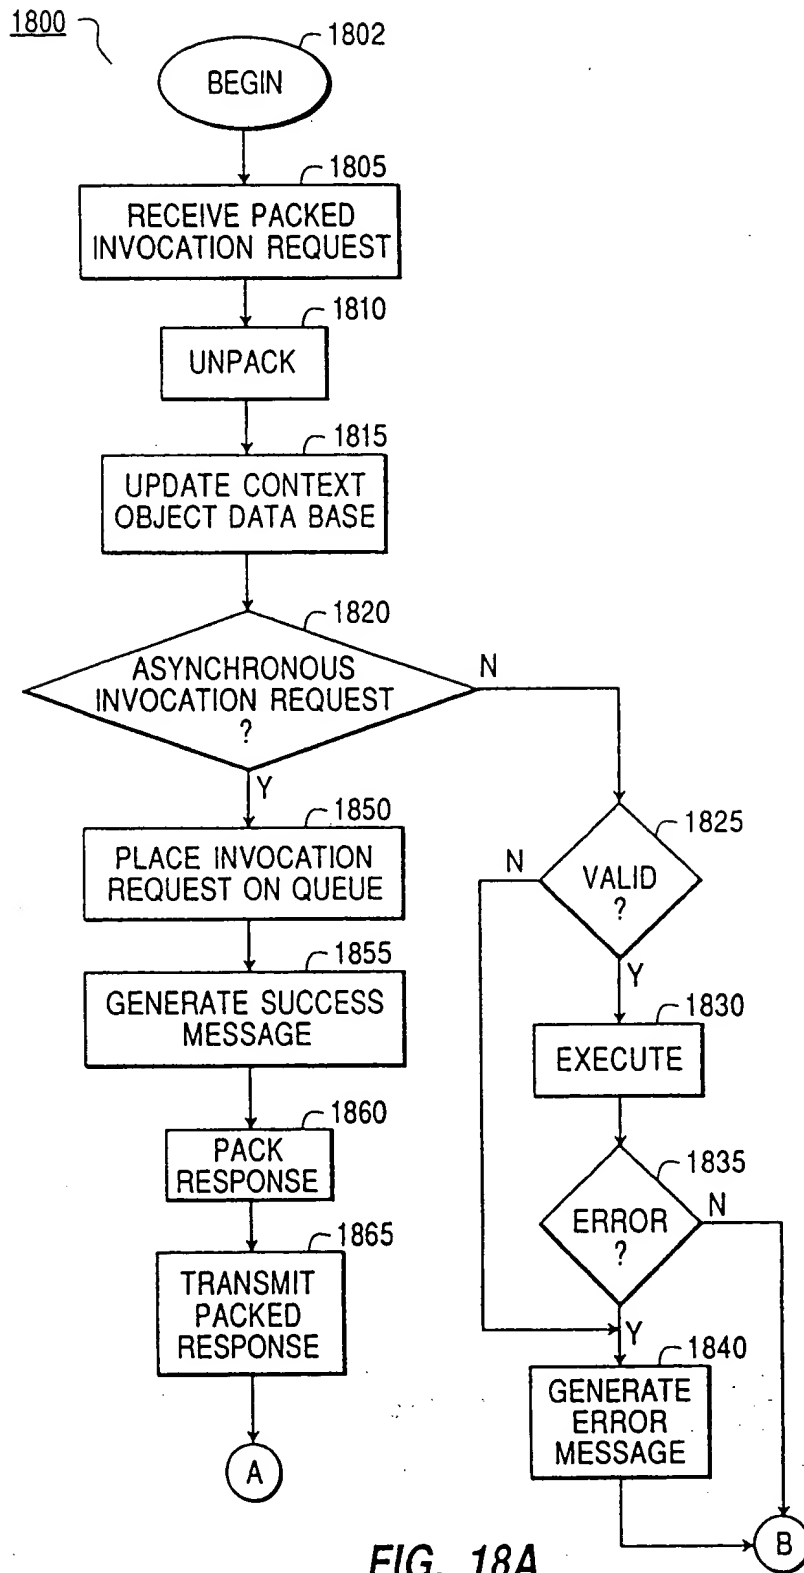 1800
1802
BEGIN
1805
RECEIVE PACKED
INVOCATION REQUEST
1810
UNPACK
1815
UPDATE CONTEXT
OBJECT DATA BASE
1820
ASYNCHRONOUS
INVOCATION REQUEST
?
N
Y
1850
PLACE INVOCATION
REQUEST ON QUEUE
1855
GENERATE SUCCESS
MESSAGE
1860
PACK
RESPONSE
1865
TRANSMIT
PACKED
RESPONSE
A
1825
VALID
?
N
Y
1830
EXECUTE
1835
ERROR
?
N
Y
1840
GENERATE
ERROR
MESSAGE
B
FIG. 18A